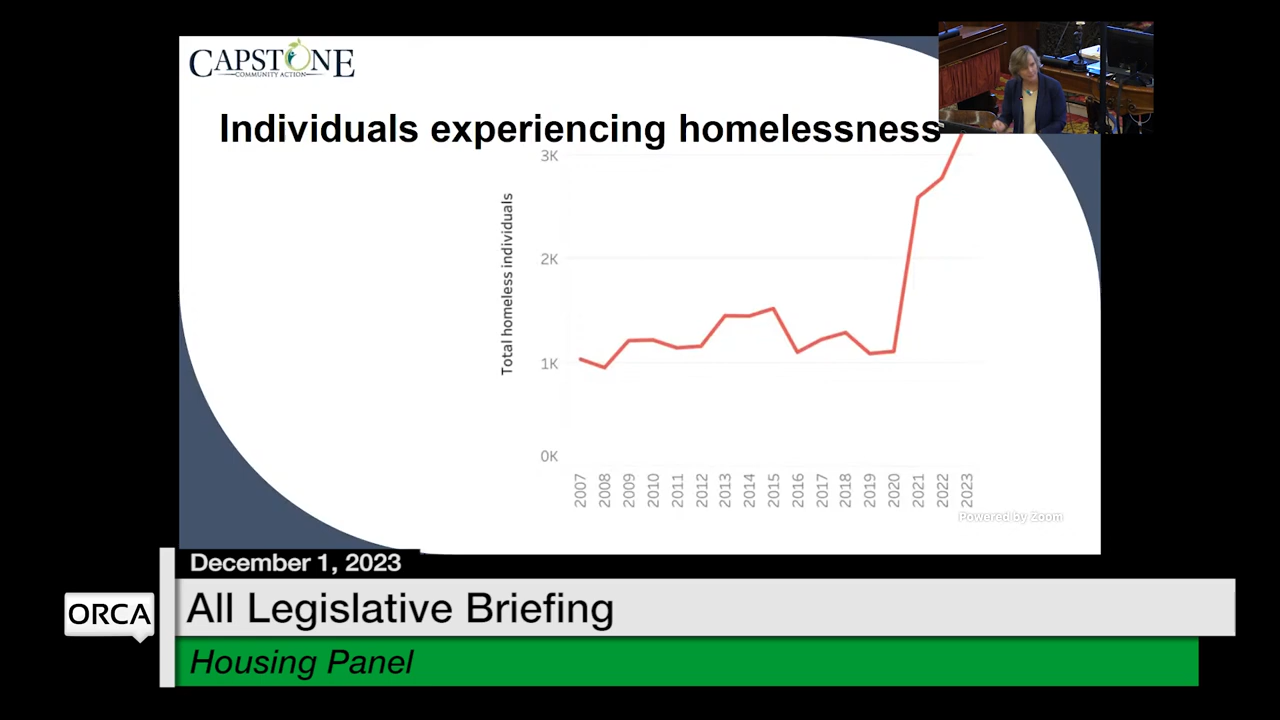 CAPSTONE
COMMUNITY ACTION
Individuals experiencing homelessness
3K
2K
1K
0K
Total homeless individuals
2007
2008
2009
2010
2011
2012
2013
2014
2015
2016
2017
2018
2019
2020
2021
2022
2023
Powered by Zoom
December 1, 2023
ORCA
All Legislative Briefing
Housing Panel